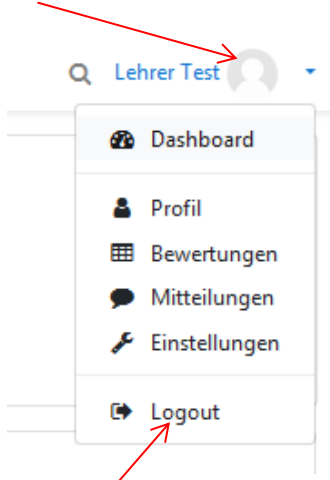 Lehrer Test
Dashboard
Profil
Bewertungen
Mitteilungen
Einstellungen
Logout